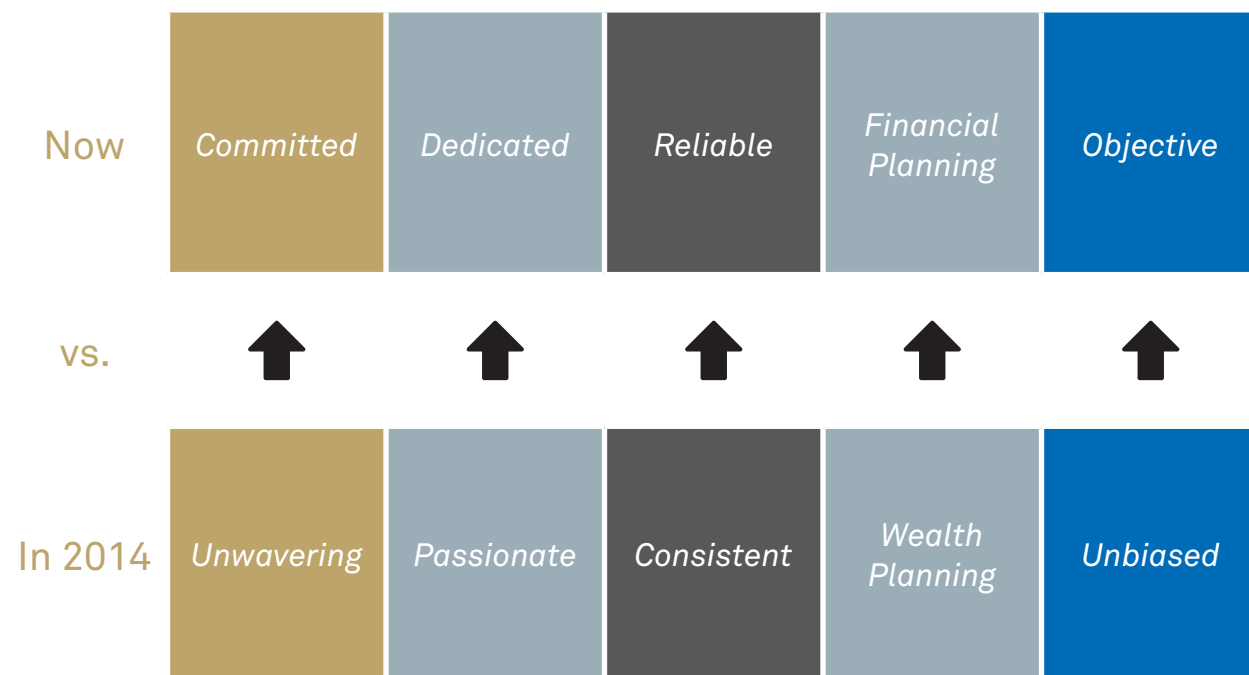 Now
Committed
Dedicated
Reliable
Financial
Planning
Objective
vs.
In 2014
Unwavering
Passionate
Consistent
Wealth
Planning
Unbiased